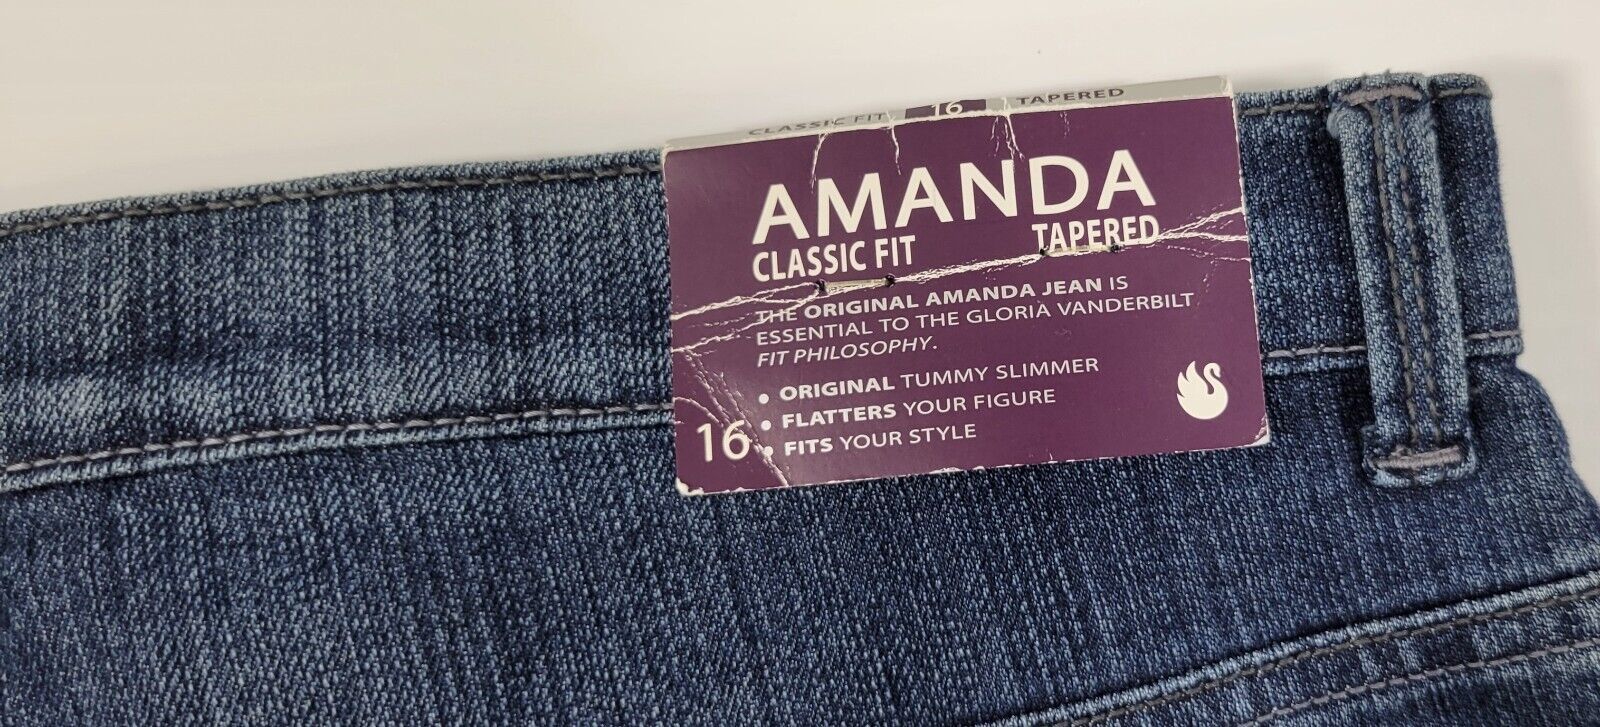 CLASSIC FIT 16 TAPERED
AMANDA
CLASSIC FIT TAPERED
THE ORIGINAL AMANDA JEAN IS
ESSENTIAL TO THE GLORIA VANDERBILT
FIT PHILOSOPHY.
• ORIGINAL TUMMY SLIMMER
• FLATTERS YOUR FIGURE
16 • FITS YOUR STYLE